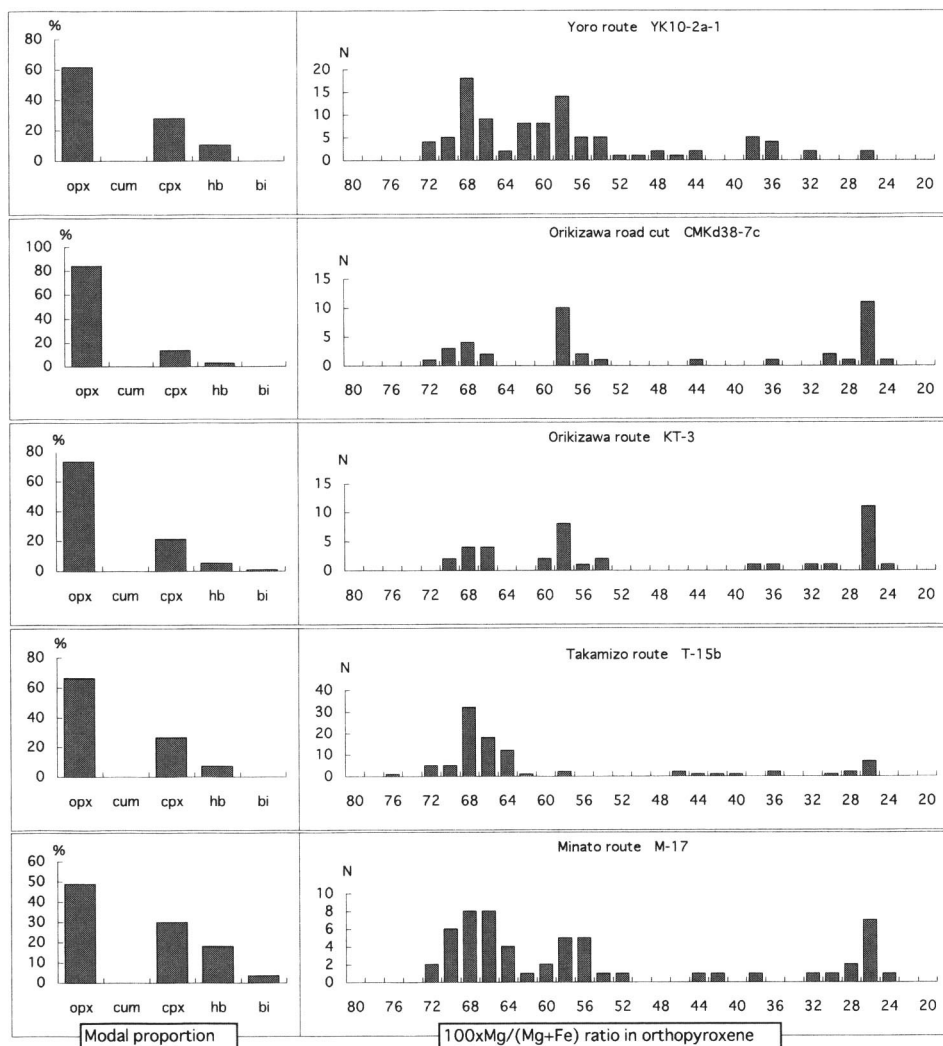 %
80
60
40
20
0
opx cum cpx hb bi
Yoro route YK10-2a-1
N
20
15
10
5
0
80 76 72 68 64 60 56 52 48 44 40 36 32 28 24 20
%
100
80
60
40
20
0
opx cum cpx hb bi
Orikizawa road cut CMKd38-7c
N
15
10
5
0
80 76 72 68 64 60 56 52 48 44 40 36 32 28 24 20
%
80
60
40
20
0
opx cum cpx hb bi
Orikizawa route KT-3
N
15
10
5
0
80 76 72 68 64 60 56 52 48 44 40 36 32 28 24 20
%
80
60
40
20
0
opx cum cpx hb bi
Takamizo route T-15b
N
40
30
20
10
0
80 76 72 68 64 60 56 52 48 44 40 36 32 28 24 20
%
60
50
40
30
20
10
0
opx cum cpx hb bi
Minato route M-17
N
10
8
6
4
2
0
80 76 72 68 64 60 56 52 48 44 40 36 32 28 24 20
Modal proportion
100xMg/(Mg+Fe) ratio in orthopyroxene